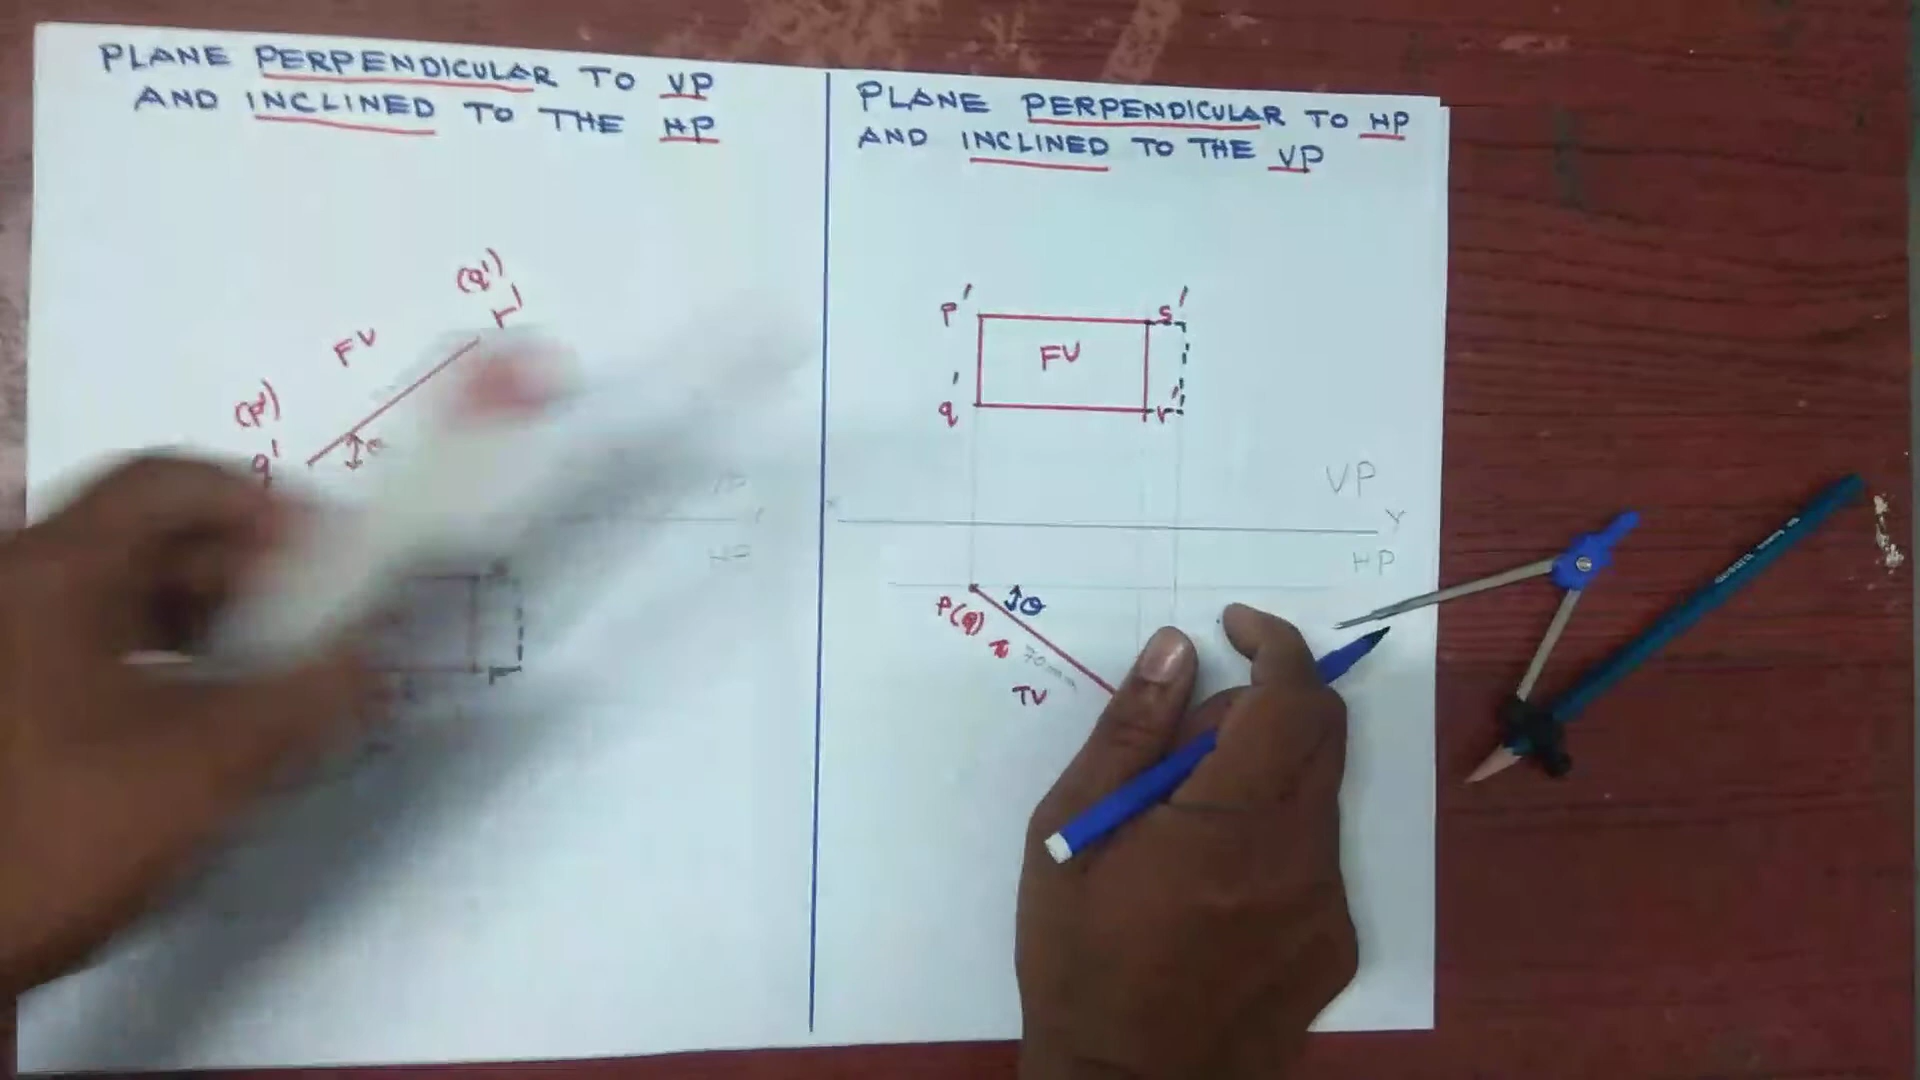 PLANE PERPENDICULAR TO VP
AND INCLINED TO THE HP
(q')
r'
FV
(p')
q'
θ
HP
PLANE PERPENDICULAR TO HP
AND INCLINED TO THE VP
p' s'
FV
q' r'
VP
X Y
HP
θ
P(q)
70mm
TV